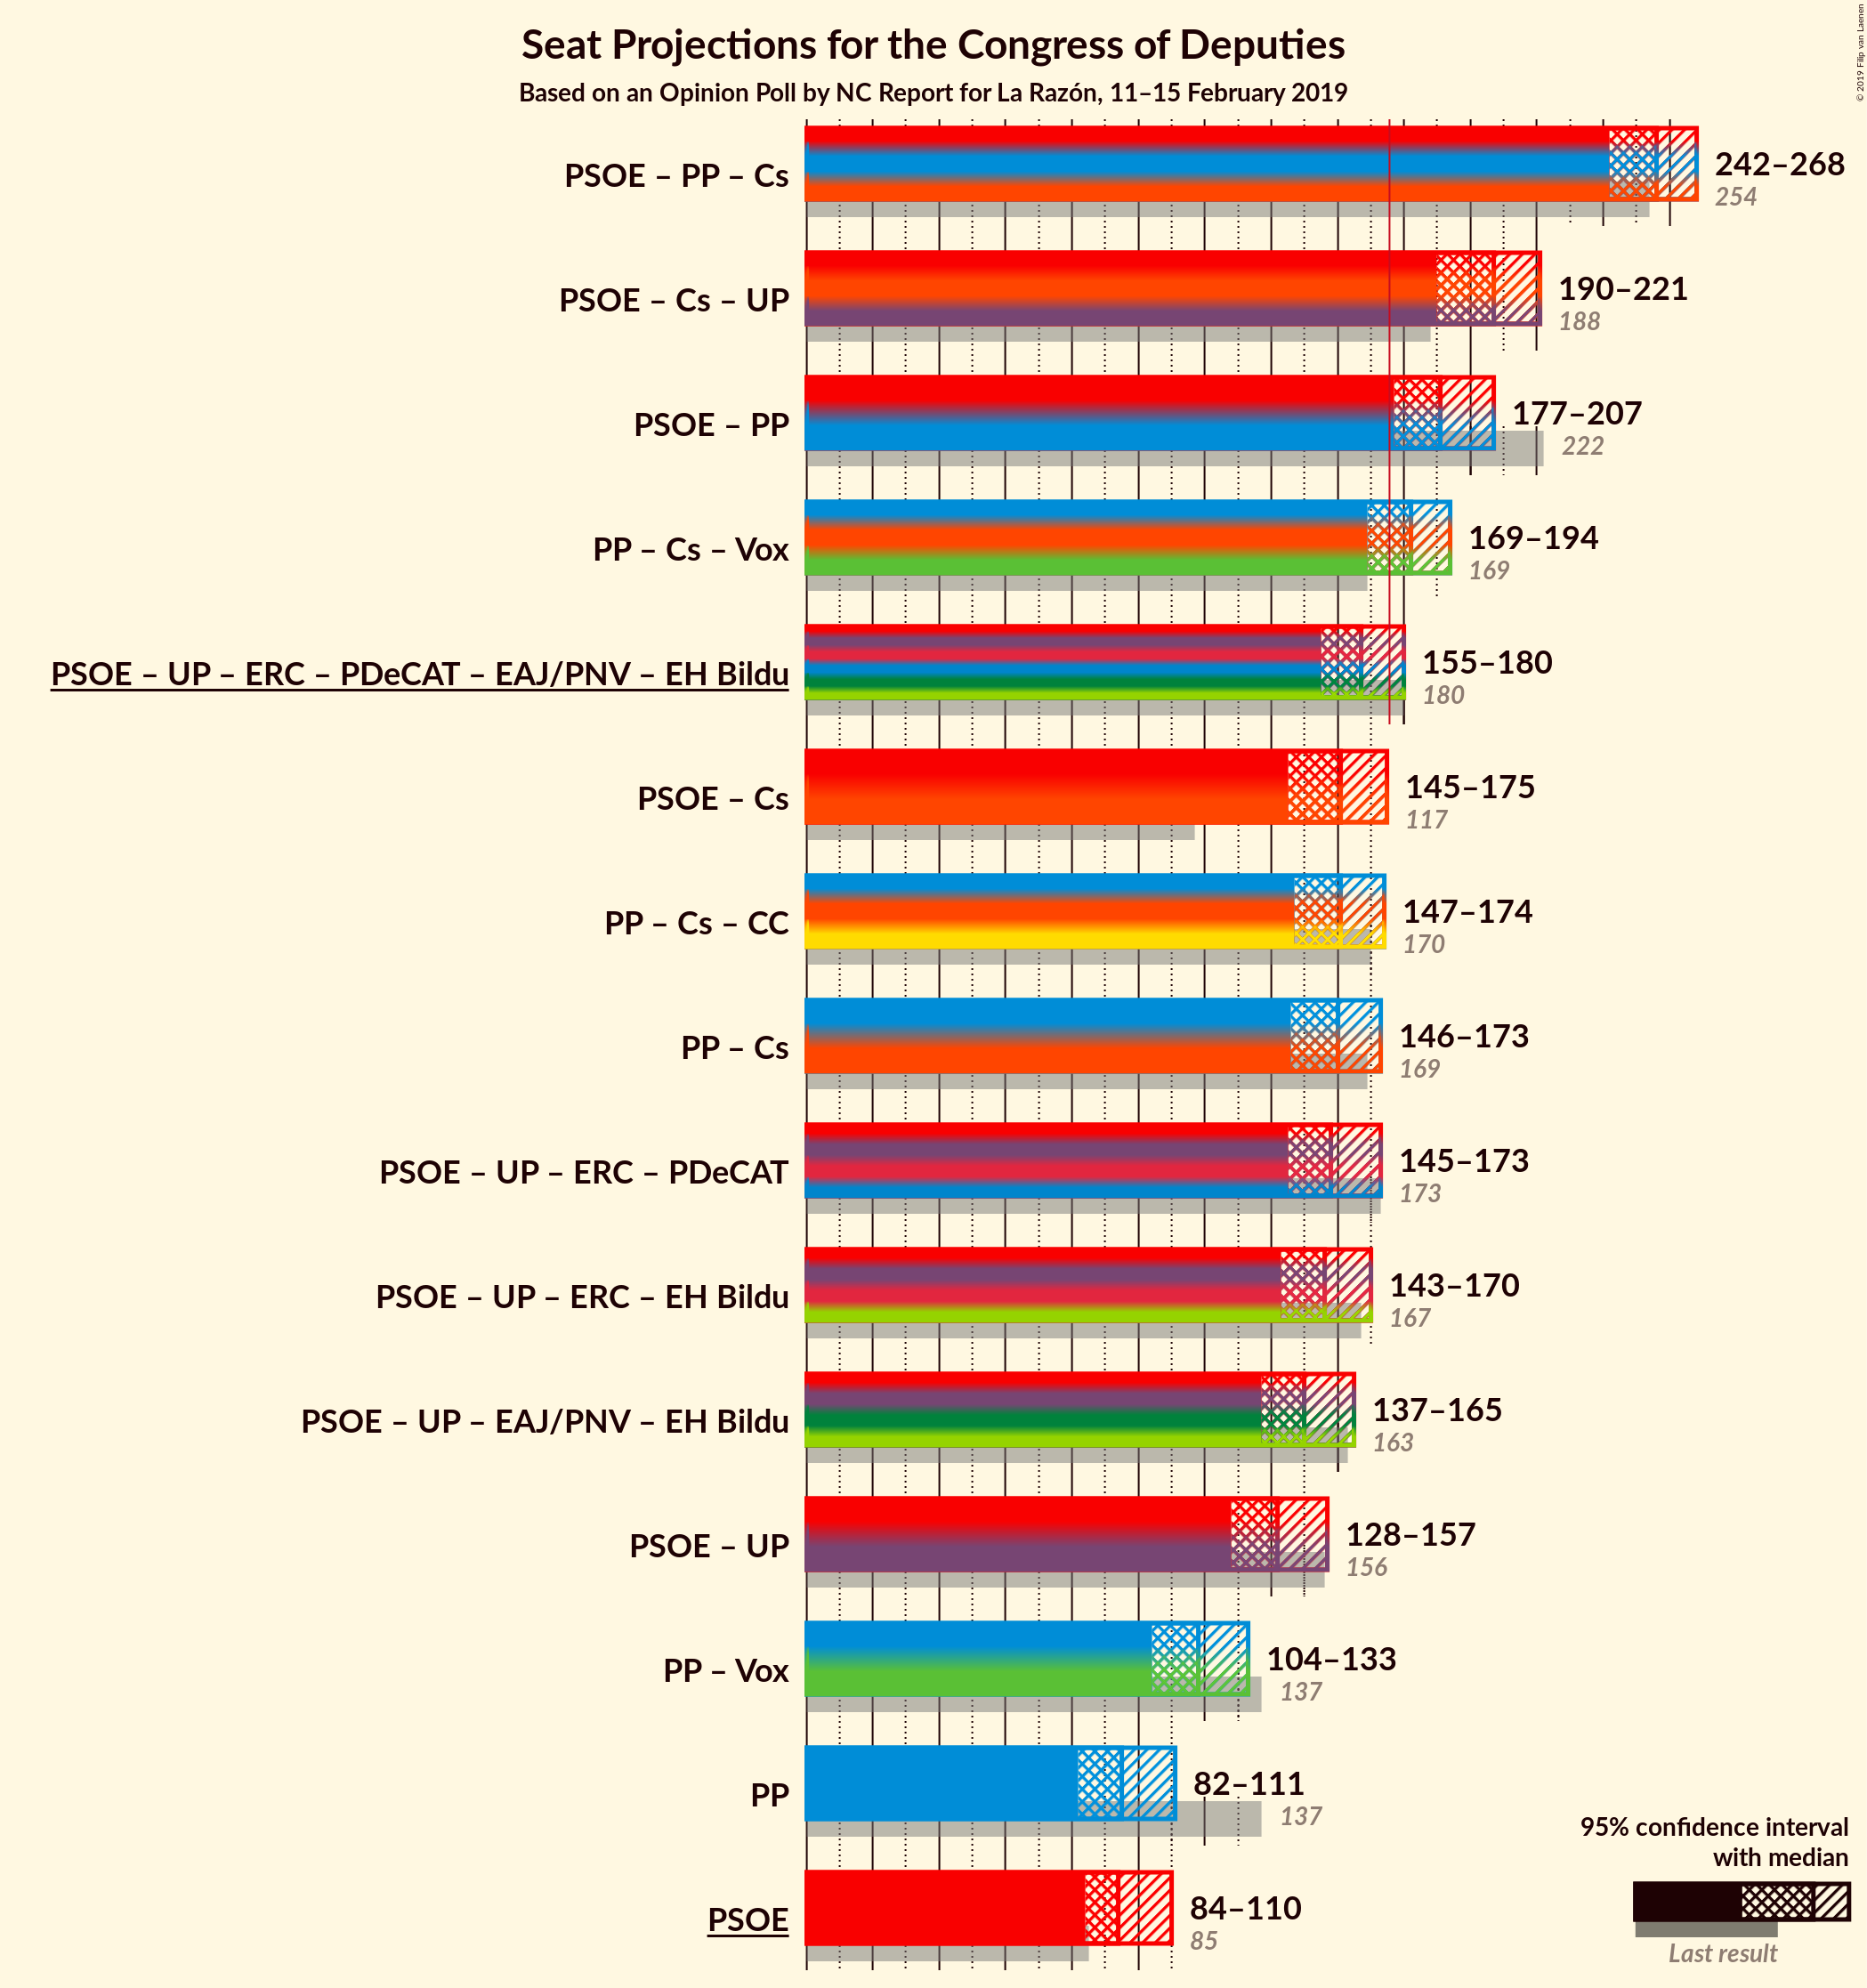 Seat Projections for the Congress of Deputies
Based on an Opinion Poll by NC Report for La Razón, 11–15 February 2019
© 2019 Filip van Laenen
PSOE – PP – Cs
242–268
254
PSOE – Cs – UP
190–221
188
PSOE – PP
177–207
222
PP – Cs – Vox
169–194
169
PSOE – UP – ERC – PDeCAT – EAJ/PNV – EH Bildu
155–180
180
PSOE – Cs
145–175
117
PP – Cs – CC
147–174
170
PP – Cs
146–173
169
PSOE – UP – ERC – PDeCAT
145–173
173
PSOE – UP – ERC – EH Bildu
143–170
167
PSOE – UP – EAJ/PNV – EH Bildu
137–165
163
PSOE – UP
128–157
156
PP – Vox
104–133
137
PP
82–111
137
PSOE
84–110
85
95% confidence interval
with median
Last result